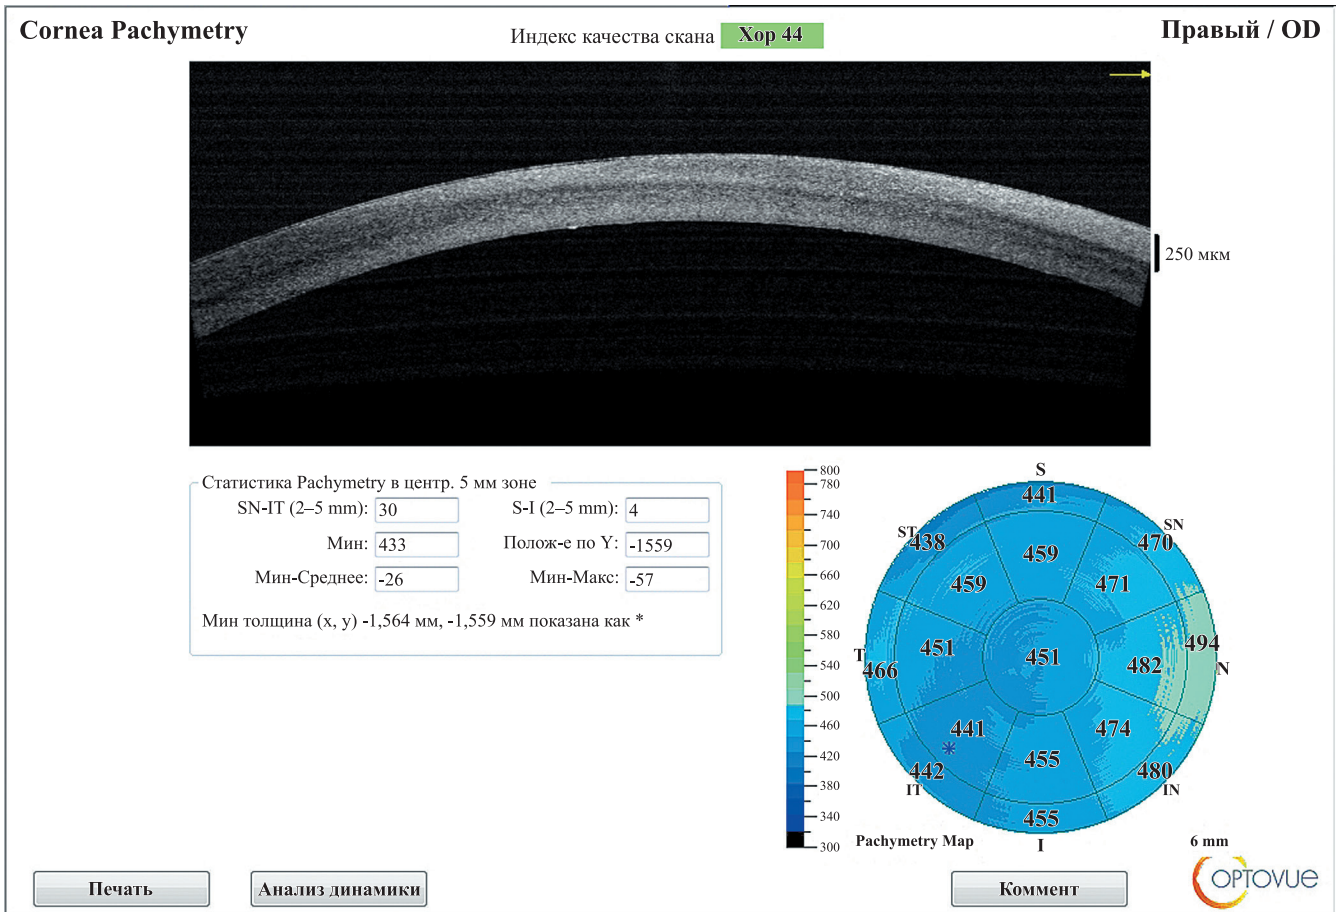 Cornea Pachymetry
Индекс качества скана Хор 44
Правый / OD
250 мкм
Статистика Pachymetry в центр. 5 мм зоне
SN-IT (2–5 mm): 30 S-I (2–5 mm): 4
Мин: 433 Полож-е по Y: -1559
Мин-Среднее: -26 Мин-Макс: -57
Мин толщина (x, y) -1,564 мм, -1,559 мм показана как *
800
780
740
700
660
620
580
540
500
460
420
380
340
300
S
441
ST SN
438 470
459
459 471
T 451 451 482 494 N
466
441 474
455
442 480
IT IN
455
I
Pachymetry Map
6 mm
OPTOVUE
Печать
Анализ динамики
Коммент